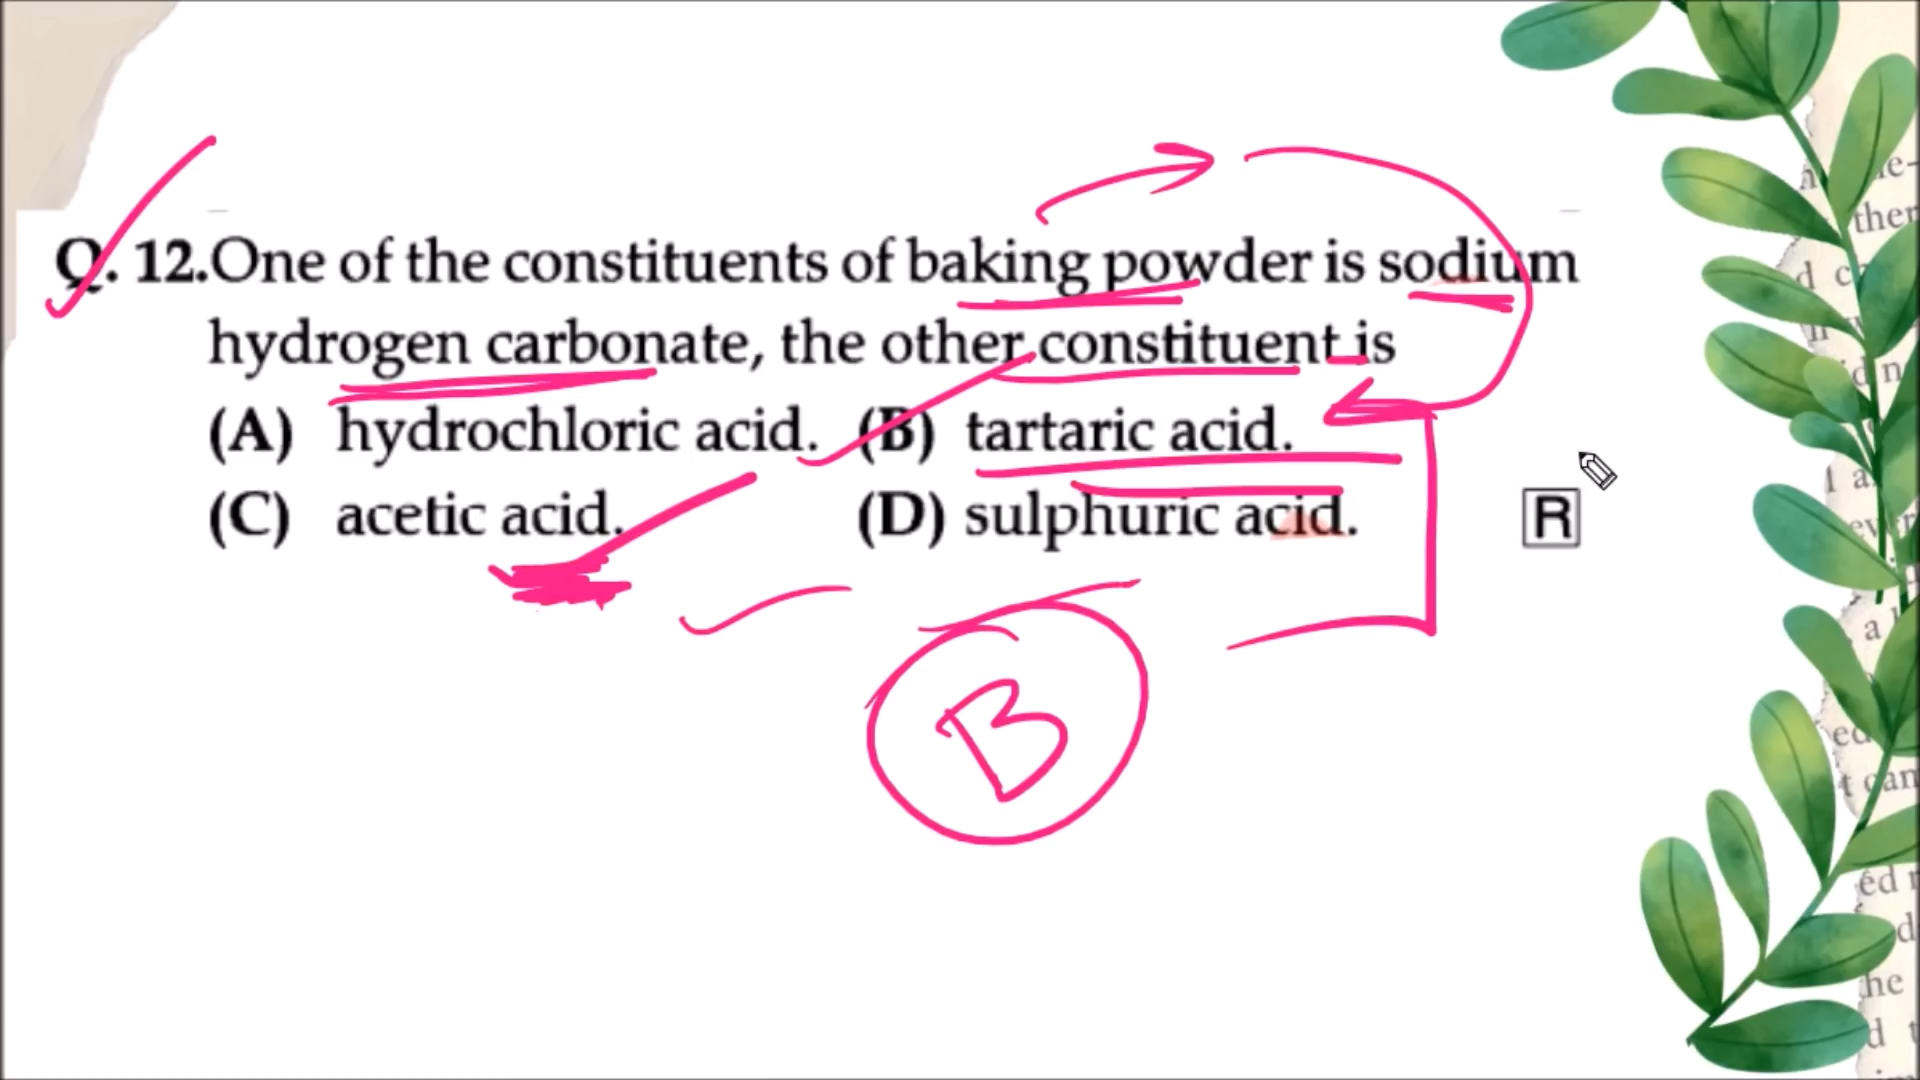 Q. 12.One of the constituents of baking powder is sodium
hydrogen carbonate, the other constituent is
(A) hydrochloric acid. (B) tartaric acid.
(C) acetic acid. (D) sulphuric acid. R
B